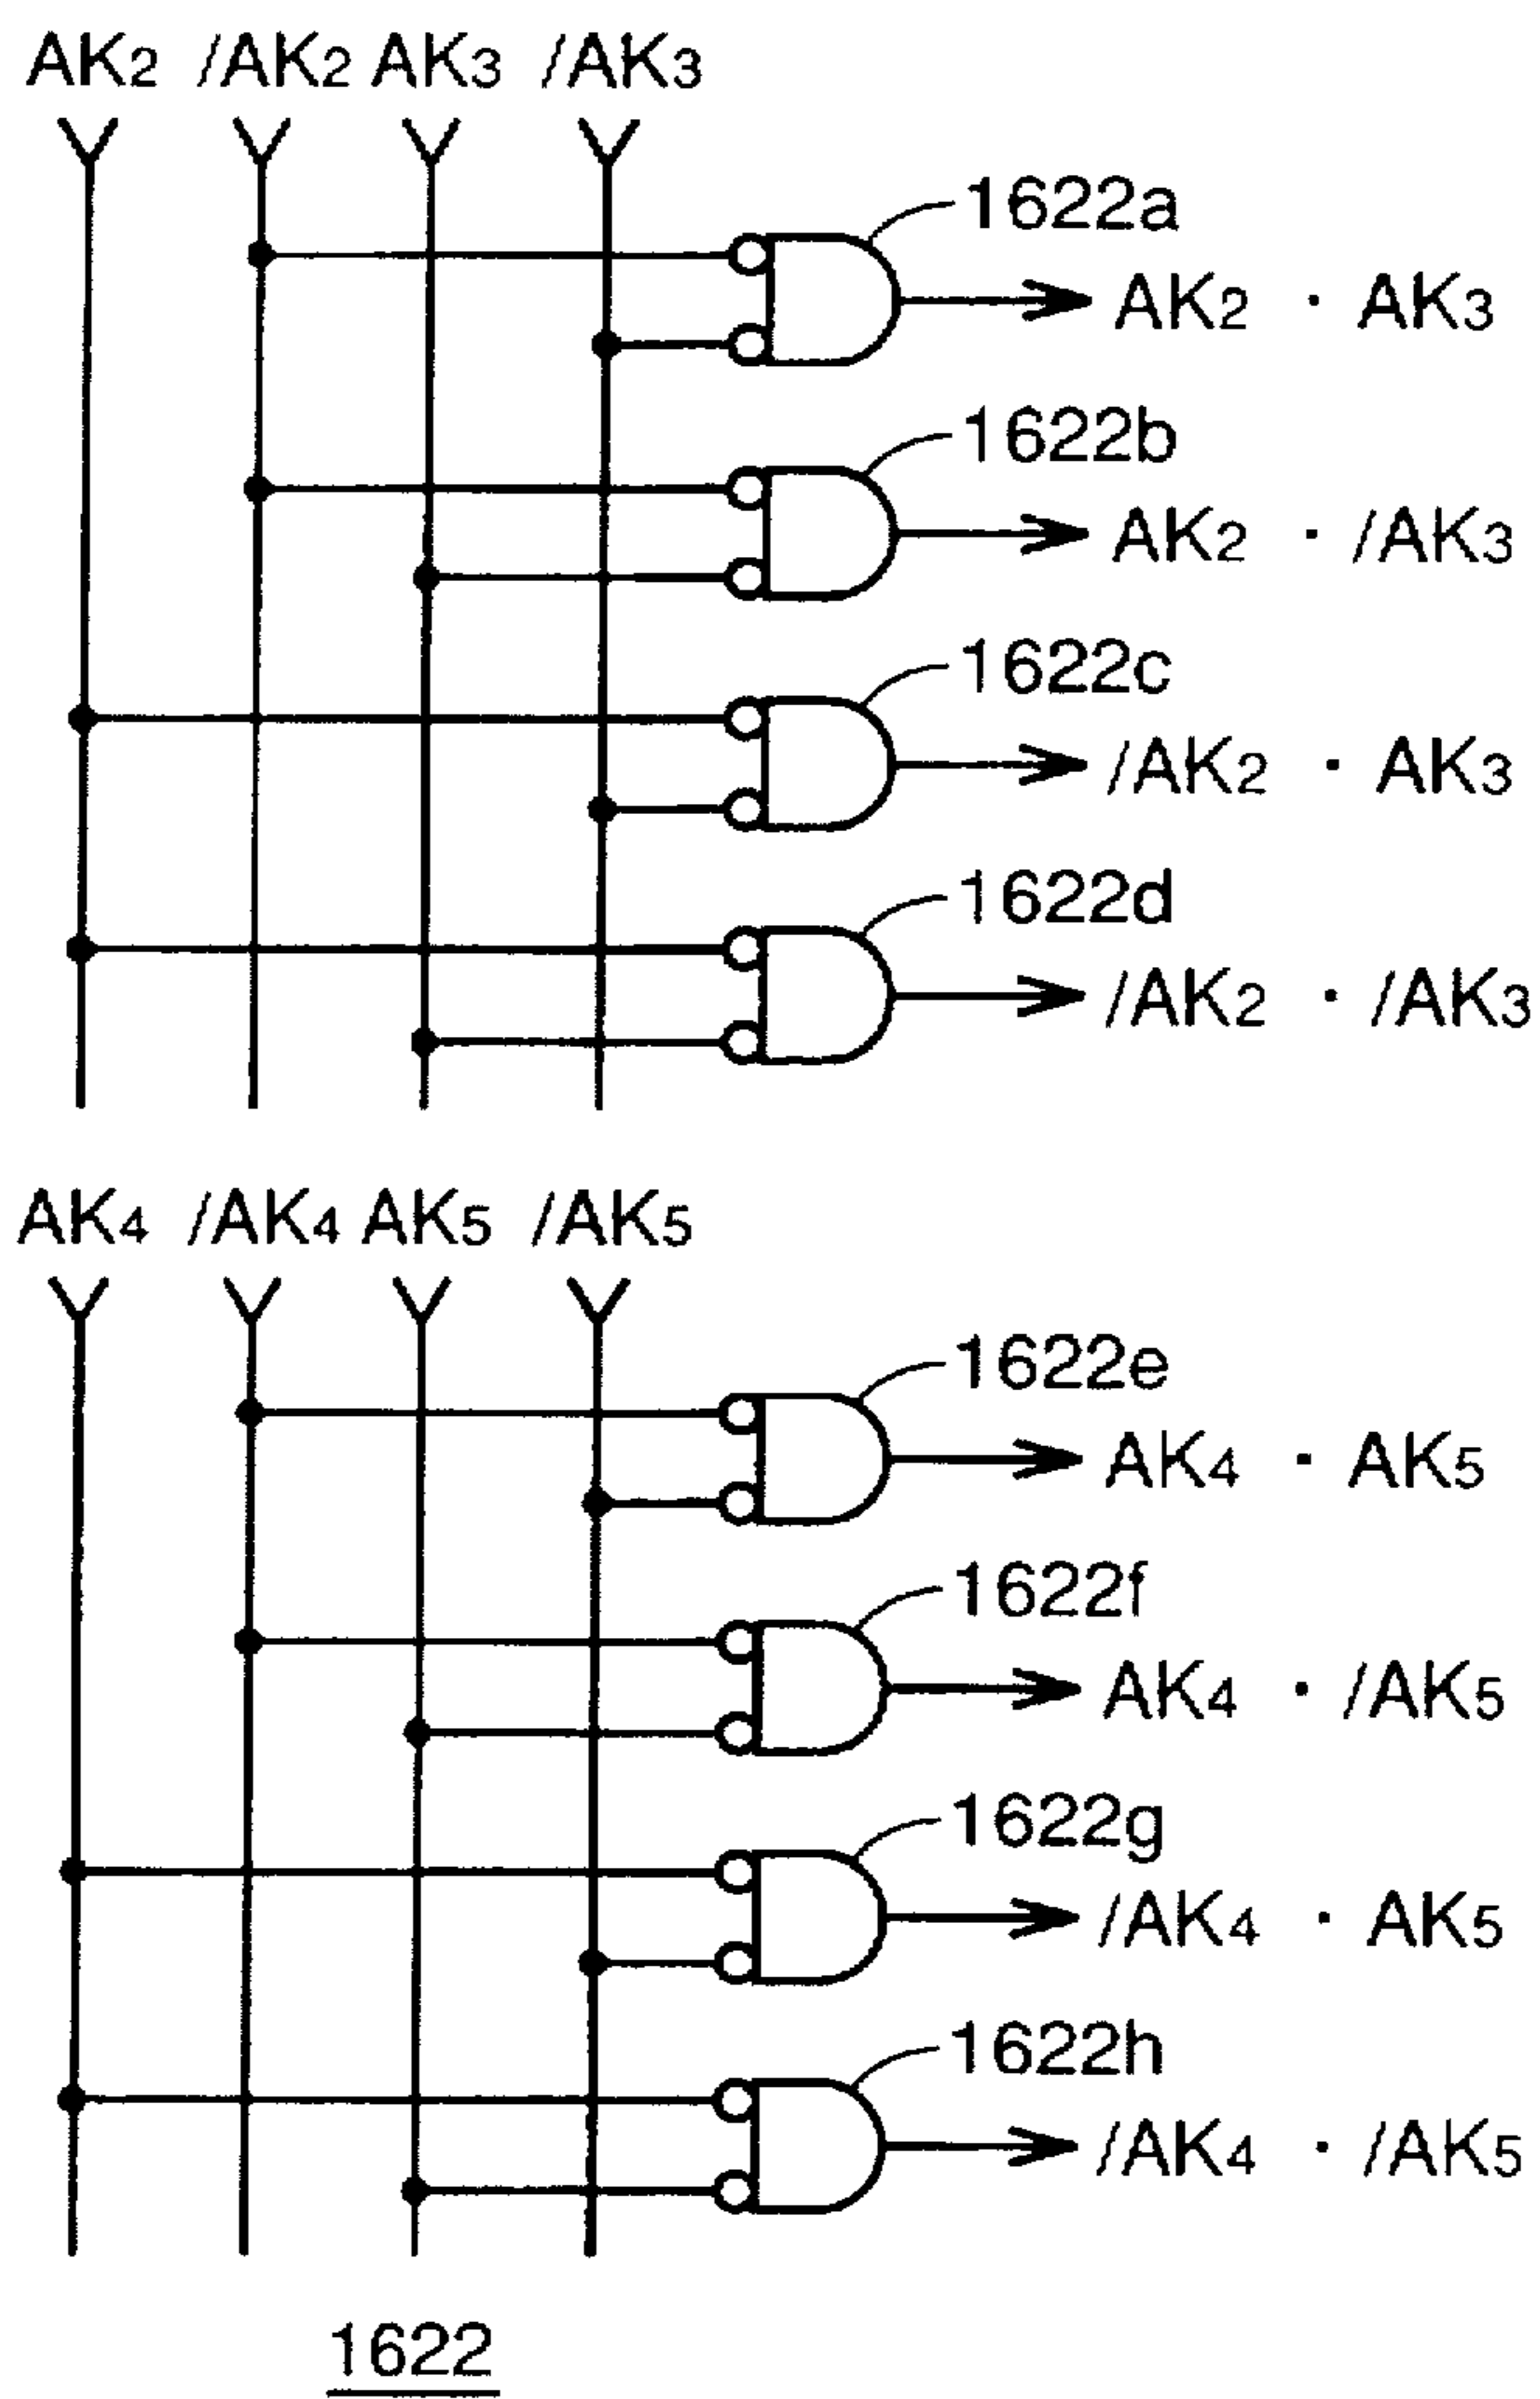 AK2 /AK2 AK3 /AK3
1622a
AK2 · AK3
1622b
AK2 · /AK3
1622c
/AK2 · AK3
1622d
/AK2 · /AK3
AK4 /AK4 AK5 /AK5
1622e
AK4 · AK5
1622f
AK4 · /AK5
1622g
/AK4 · AK5
1622h
/AK4 · /AK5
1622